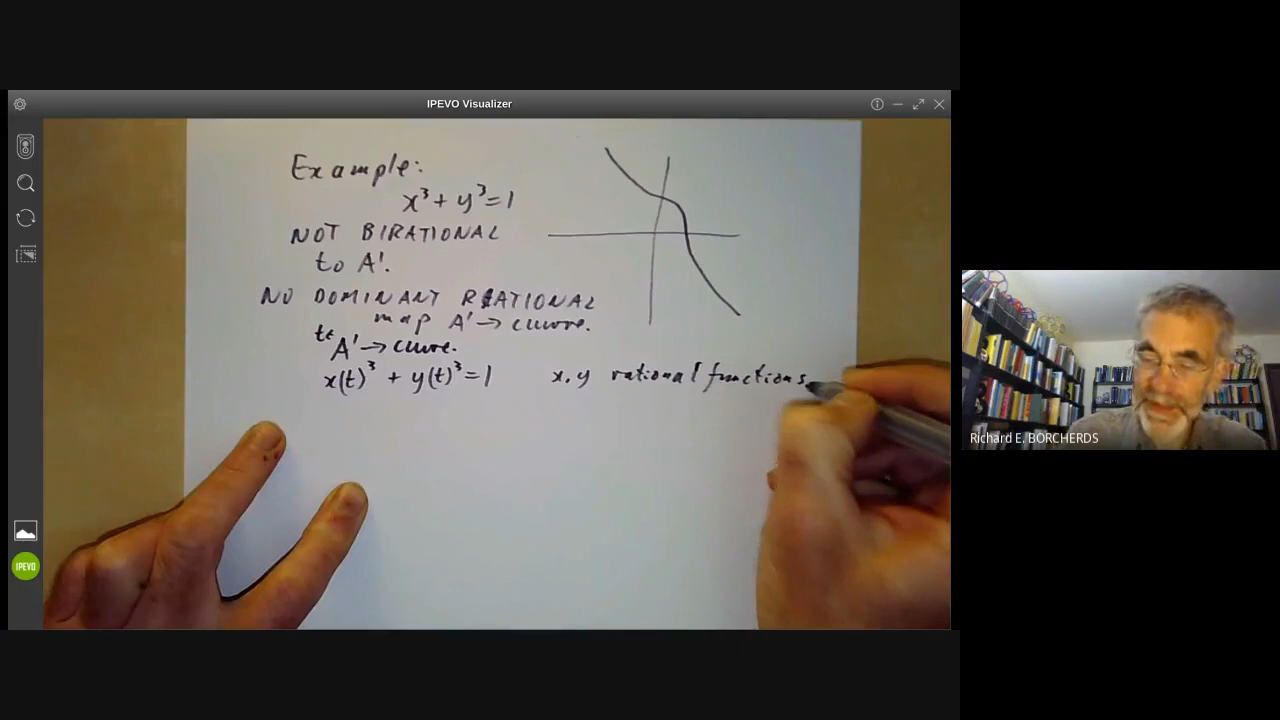 IPEVO Visualizer
Example:
x³ + y³ = 1
NOT BIRATIONAL
to A¹.
NO DOMINANT RATIONAL
map A¹ → curve.
t∈ A¹ → curve.
x(t)³ + y(t)³ = 1 x, y rational functions
Richard E. BORCHERDS
IPEVO